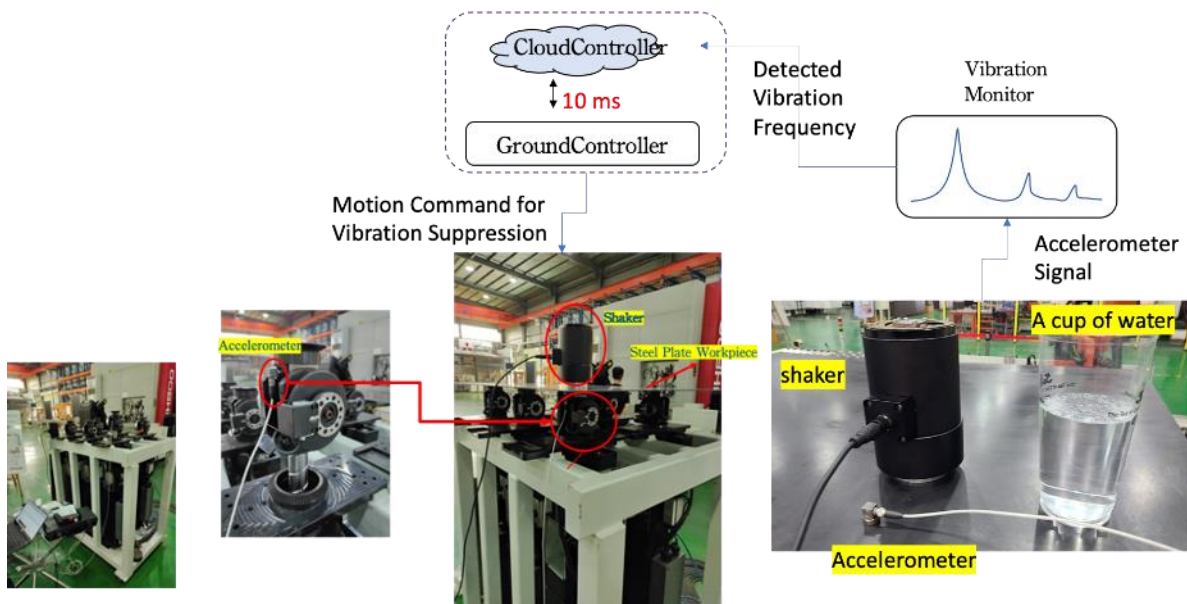 CloudController
10 ms
GroundController
Detected
Vibration
Frequency
Vibration
Monitor
Motion Command for
Vibration Suppression
Accelerometer
Signal
Accelerometer
Shaker
Steel Plate Workpiece
A cup of water
shaker
Accelerometer